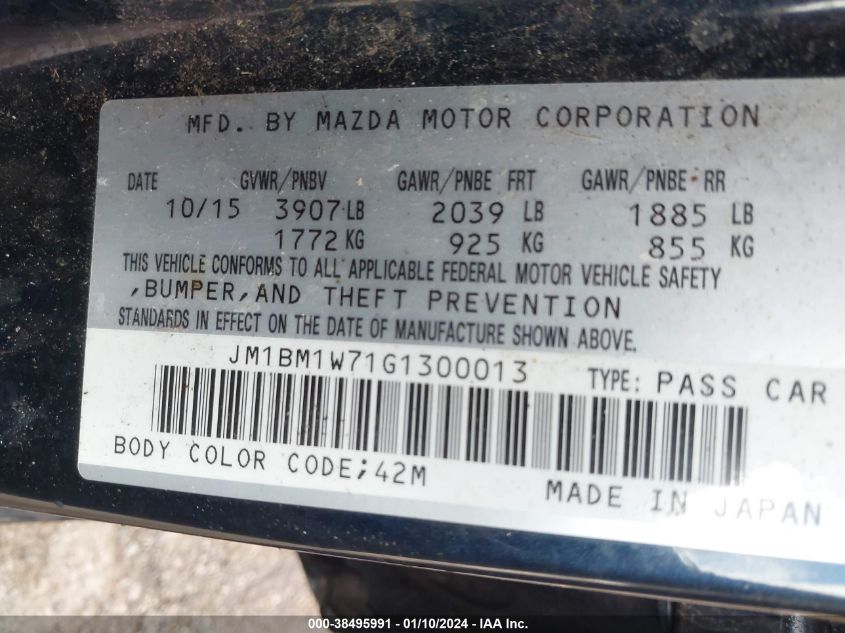 MFD. BY MAZDA MOTOR CORPORATION
DATE GVWR/PNBV GAWR/PNBE FRT GAWR/PNBE RR
10/15 3907 LB 2039 LB 1885 LB
1772 KG 925 KG 855 KG
THIS VEHICLE CONFORMS TO ALL APPLICABLE FEDERAL MOTOR VEHICLE SAFETY
,BUMPER,AND THEFT PREVENTION
STANDARDS IN EFFECT ON THE DATE OF MANUFACTURE SHOWN ABOVE.
JM1BM1W71G1300013 TYPE: PASS CAR
BODY COLOR CODE;42M
MADE IN JAPAN
000-38495991 - 01/10/2024 - IAA, Inc.